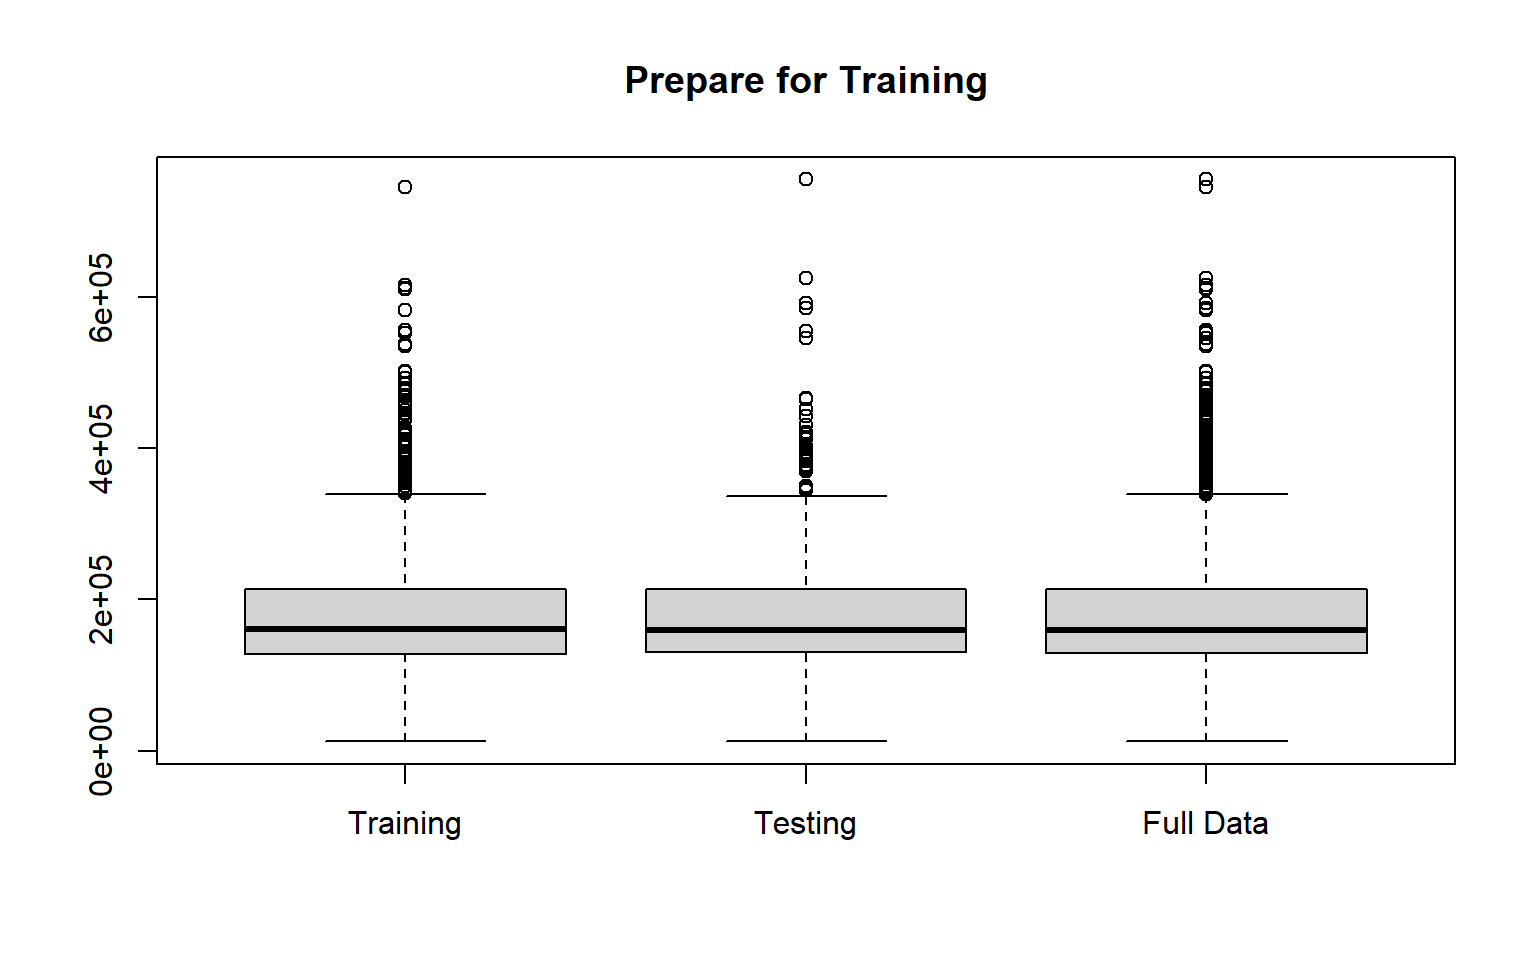 Prepare for Training
6e+05
4e+05
2e+05
0e+00
Training Testing Full Data